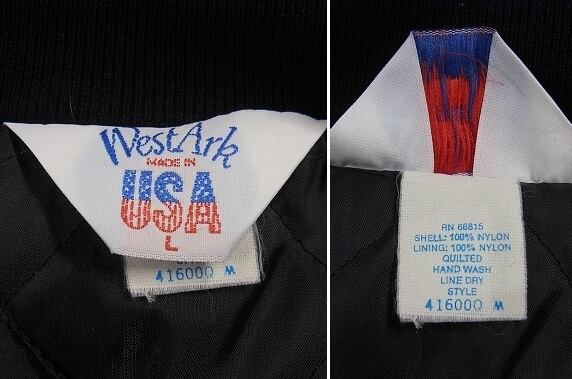 WestArk
MADE IN
USA
L
416000 M
RN 66815
SHELL: 100% NYLON
LINING: 100% NYLON
QUILTED
HAND WASH
LINE DRY
STYLE
416000 M